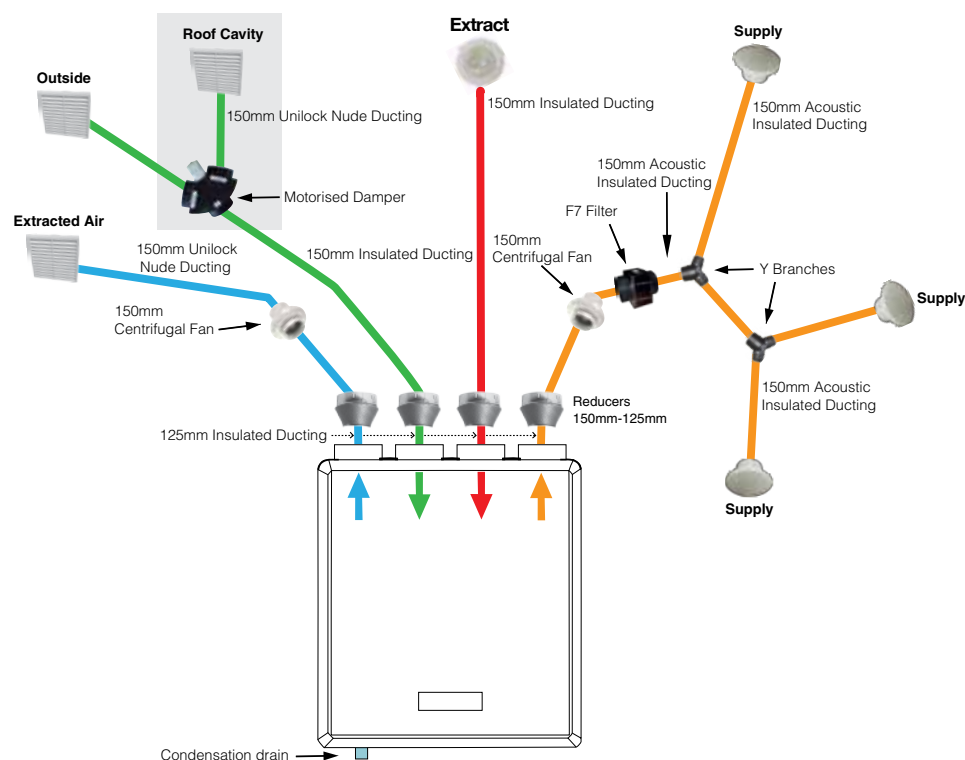 Roof Cavity
Extract
Supply
Outside
150mm Insulated Ducting
150mm Unilock Nude Ducting
150mm Acoustic
Insulated Ducting
150mm Acoustic
Insulated Ducting
Motorised Damper
F7 Filter
Extracted Air
150mm Unilock
Nude Ducting
150mm Insulated Ducting
150mm
Centrifugal Fan
Y Branches
Supply
150mm
Centrifugal Fan
150mm Acoustic
Insulated Ducting
Reducers
150mm-125mm
125mm Insulated Ducting
Supply
Condensation drain